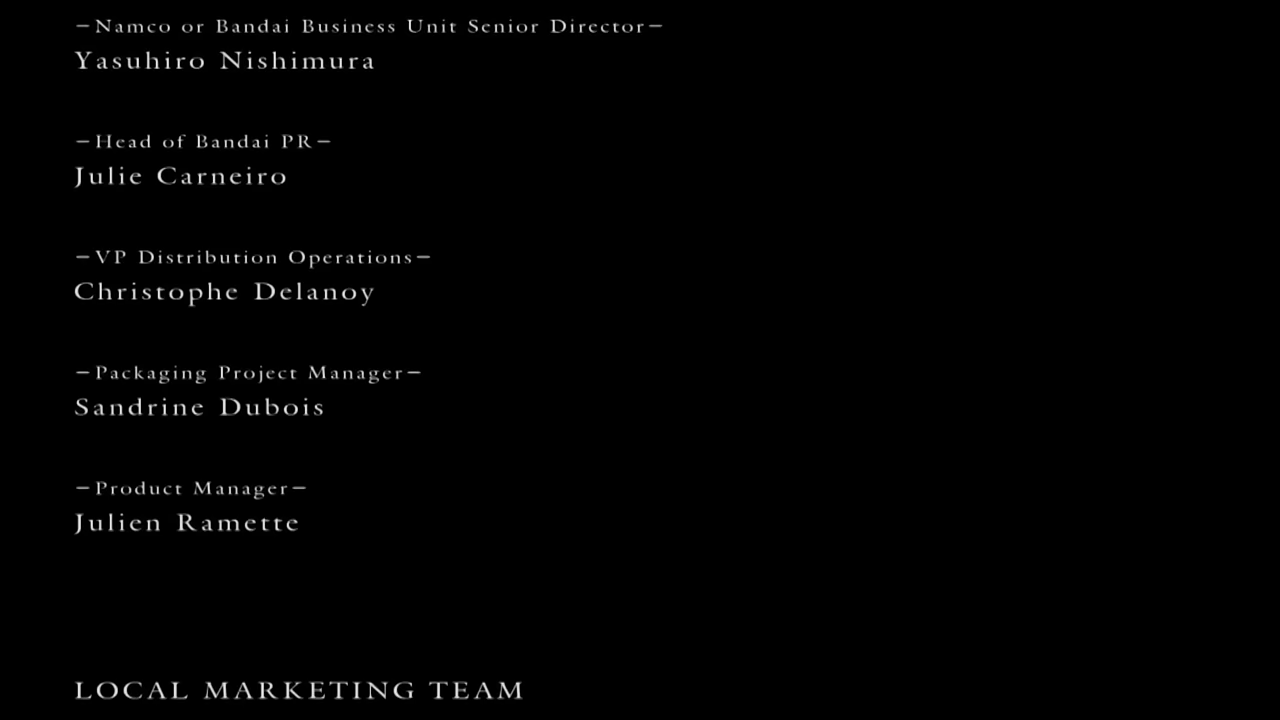 −Namco or Bandai Business Unit Senior Director−
Yasuhiro Nishimura
−Head of Bandai PR−
Julie Carneiro
−VP Distribution Operations−
Christophe Delanoy
−Packaging Project Manager−
Sandrine Dubois
−Product Manager−
Julien Ramette
LOCAL MARKETING TEAM